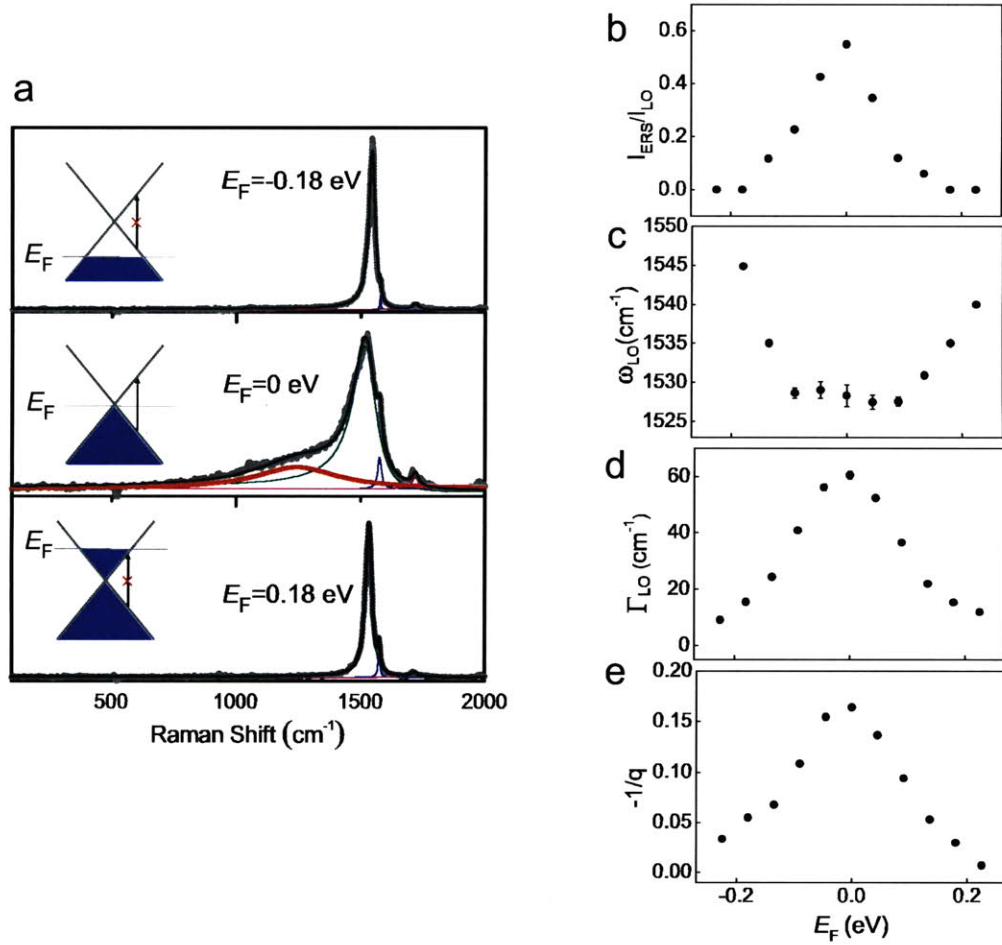 a
E_F=-0.18 eV
E_F
E_F=0 eV
E_F
E_F
E_F=0.18 eV
500 1000 1500 2000
Raman Shift (cm⁻¹)
b
0.6
0.4
0.2
0.0
I_ERS/I_LO
c
1550
1545
1540
1535
1530
1525
ω_LO(cm⁻¹)
d
60
40
20
0
Γ_LO (cm⁻¹)
e
0.20
0.15
0.10
0.05
0.00
-1/q
-0.2 0.0 0.2
E_F (eV)